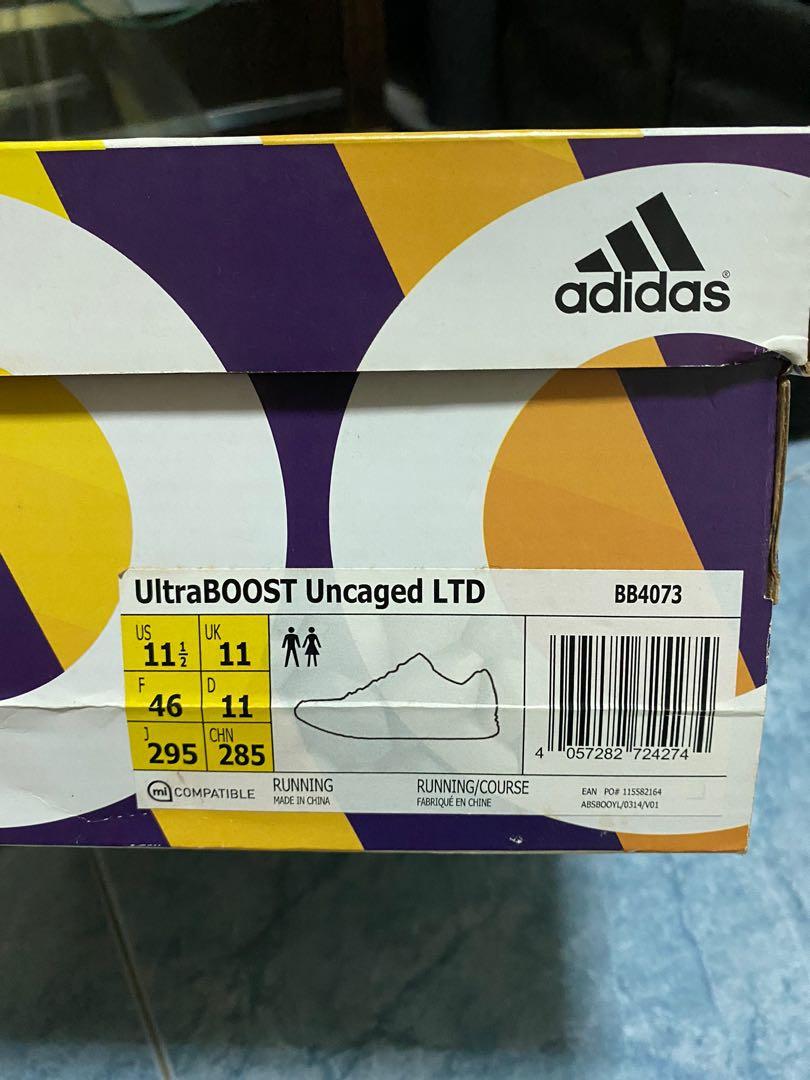 adidas®
UltraBOOST Uncaged LTD BB4073
US 11½ UK 11
F 46 D 11
J 295 CHN 285
4 057282 724274
mi COMPATIBLE
RUNNING
MADE IN CHINA
RUNNING/COURSE
FABRIQUÉ EN CHINE
EAN PO# 115582164
ABSBOOYL/0314/V01